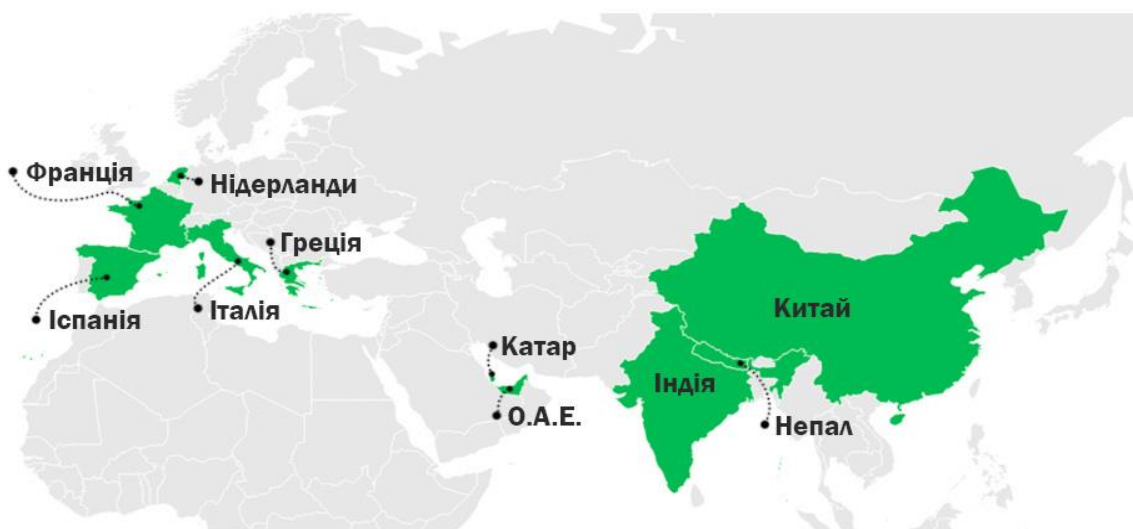 Франція
Нідерланди
Греція
Іспанія
Італія
Катар
О.А.Е.
Китай
Індія
Непал